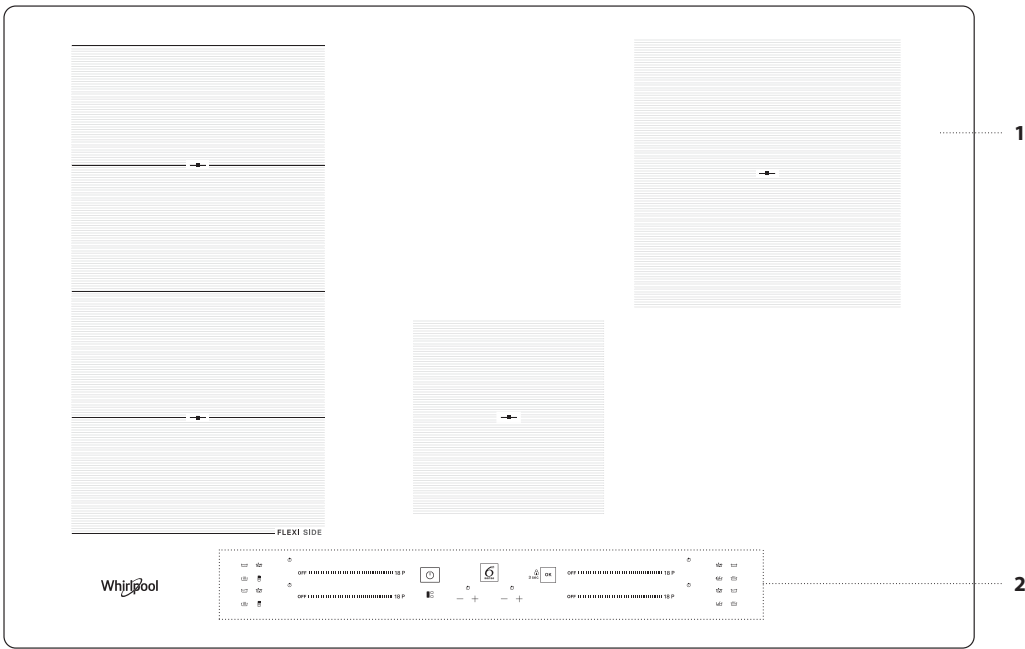 1
FLEXI SIDE
Whirlpool
OFF 18 P
OFF 18 P
6
3 SEC
OK
– +
– +
OFF 18 P
OFF 18 P
2